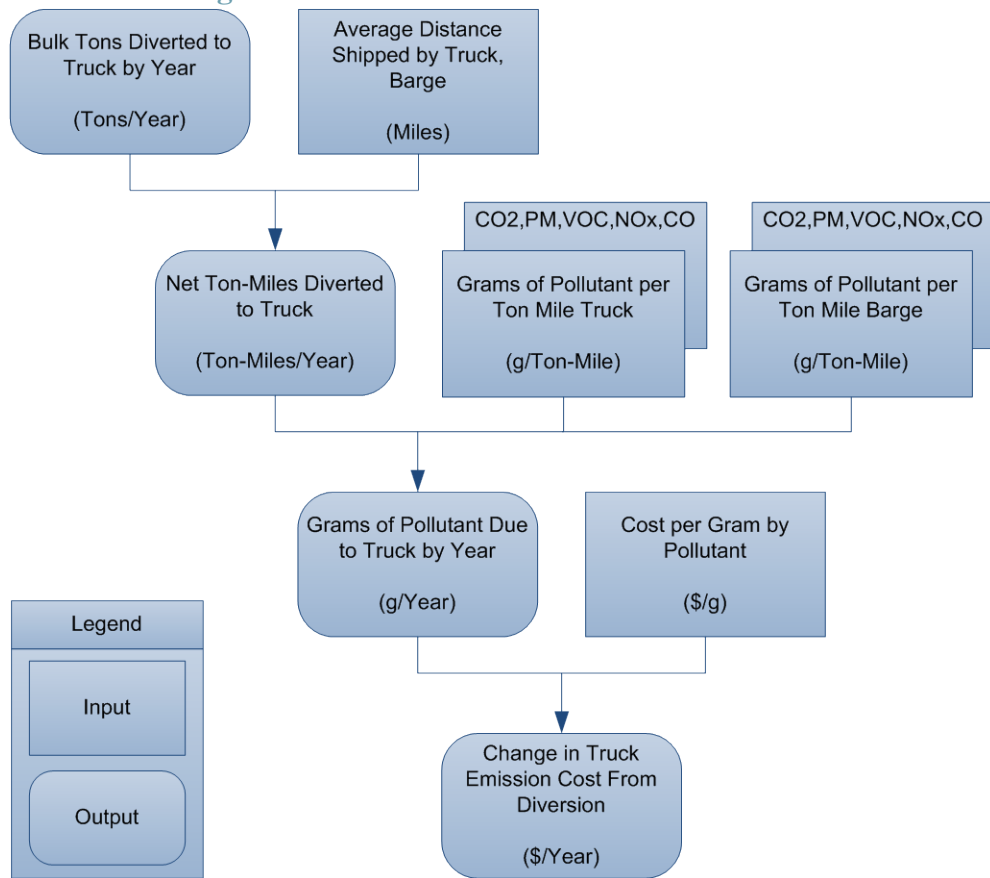 Bulk Tons Diverted to
Truck by Year
(Tons/Year)
Average Distance
Shipped by Truck,
Barge
(Miles)
Net Ton-Miles Diverted
to Truck
(Ton-Miles/Year)
CO2,PM,VOC,NOx,CO
Grams of Pollutant per
Ton Mile Truck
(g/Ton-Mile)
CO2,PM,VOC,NOx,CO
Grams of Pollutant per
Ton Mile Barge
(g/Ton-Mile)
Grams of Pollutant Due
to Truck by Year
(g/Year)
Cost per Gram by
Pollutant
($/g)
Legend
Input
Output
Change in Truck
Emission Cost From
Diversion
($/Year)